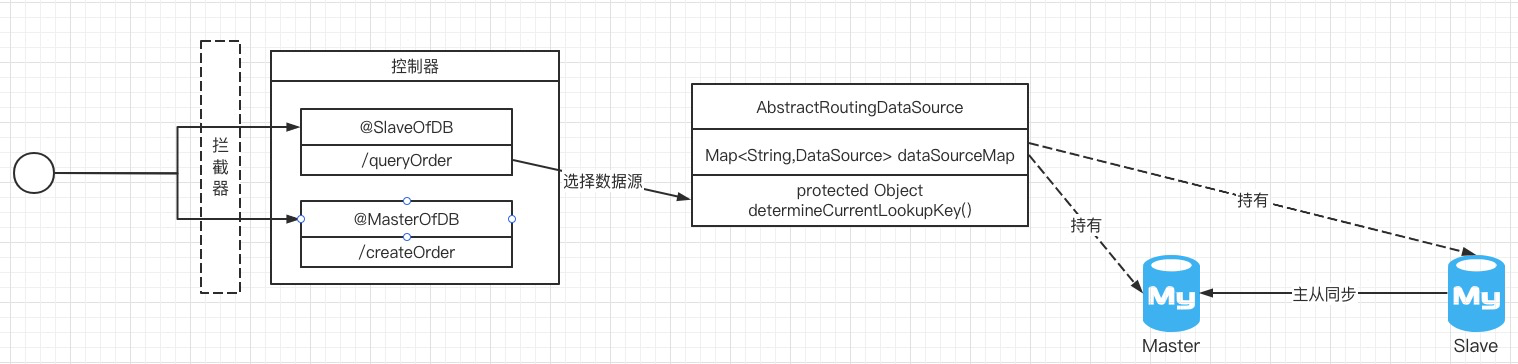 拦
截
器
控制器
@SlaveOfDB
/queryOrder
@MasterOfDB
/createOrder
选择数据源
AbstractRoutingDataSource
Map<String,DataSource> dataSourceMap
protected Object
determineCurrentLookupKey()
持有
持有
My
主从同步
My
Master
Slave